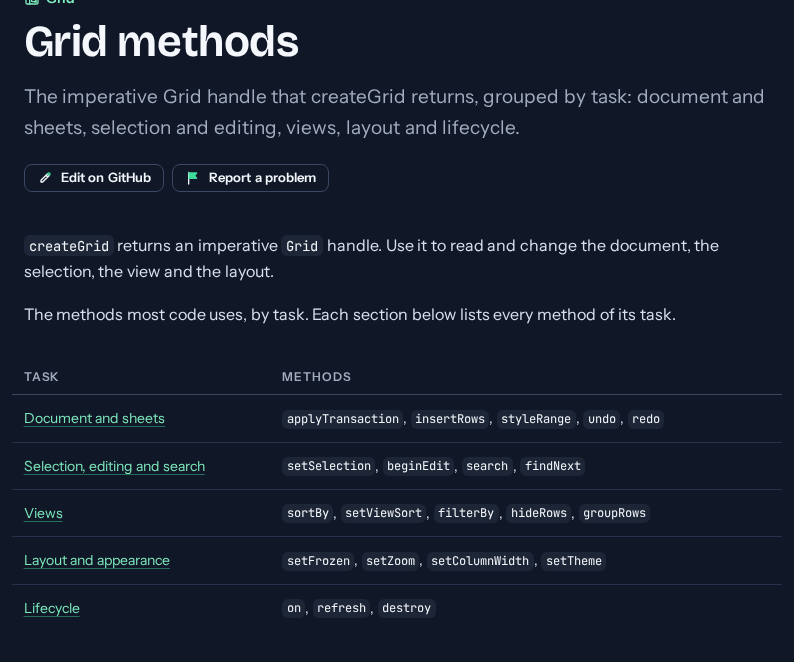 Grid
Grid methods
The imperative Grid handle that createGrid returns, grouped by task: document and
sheets, selection and editing, views, layout and lifecycle.
Edit on GitHub Report a problem
createGrid returns an imperative Grid handle. Use it to read and change the document, the
selection, the view and the layout.
The methods most code uses, by task. Each section below lists every method of its task.
TASK METHODS
Document and sheets applyTransaction, insertRows, styleRange, undo, redo
Selection, editing and search setSelection, beginEdit, search, findNext
Views sortBy, setViewSort, filterBy, hideRows, groupRows
Layout and appearance setFrozen, setZoom, setColumnWidth, setTheme
Lifecycle on, refresh, destroy